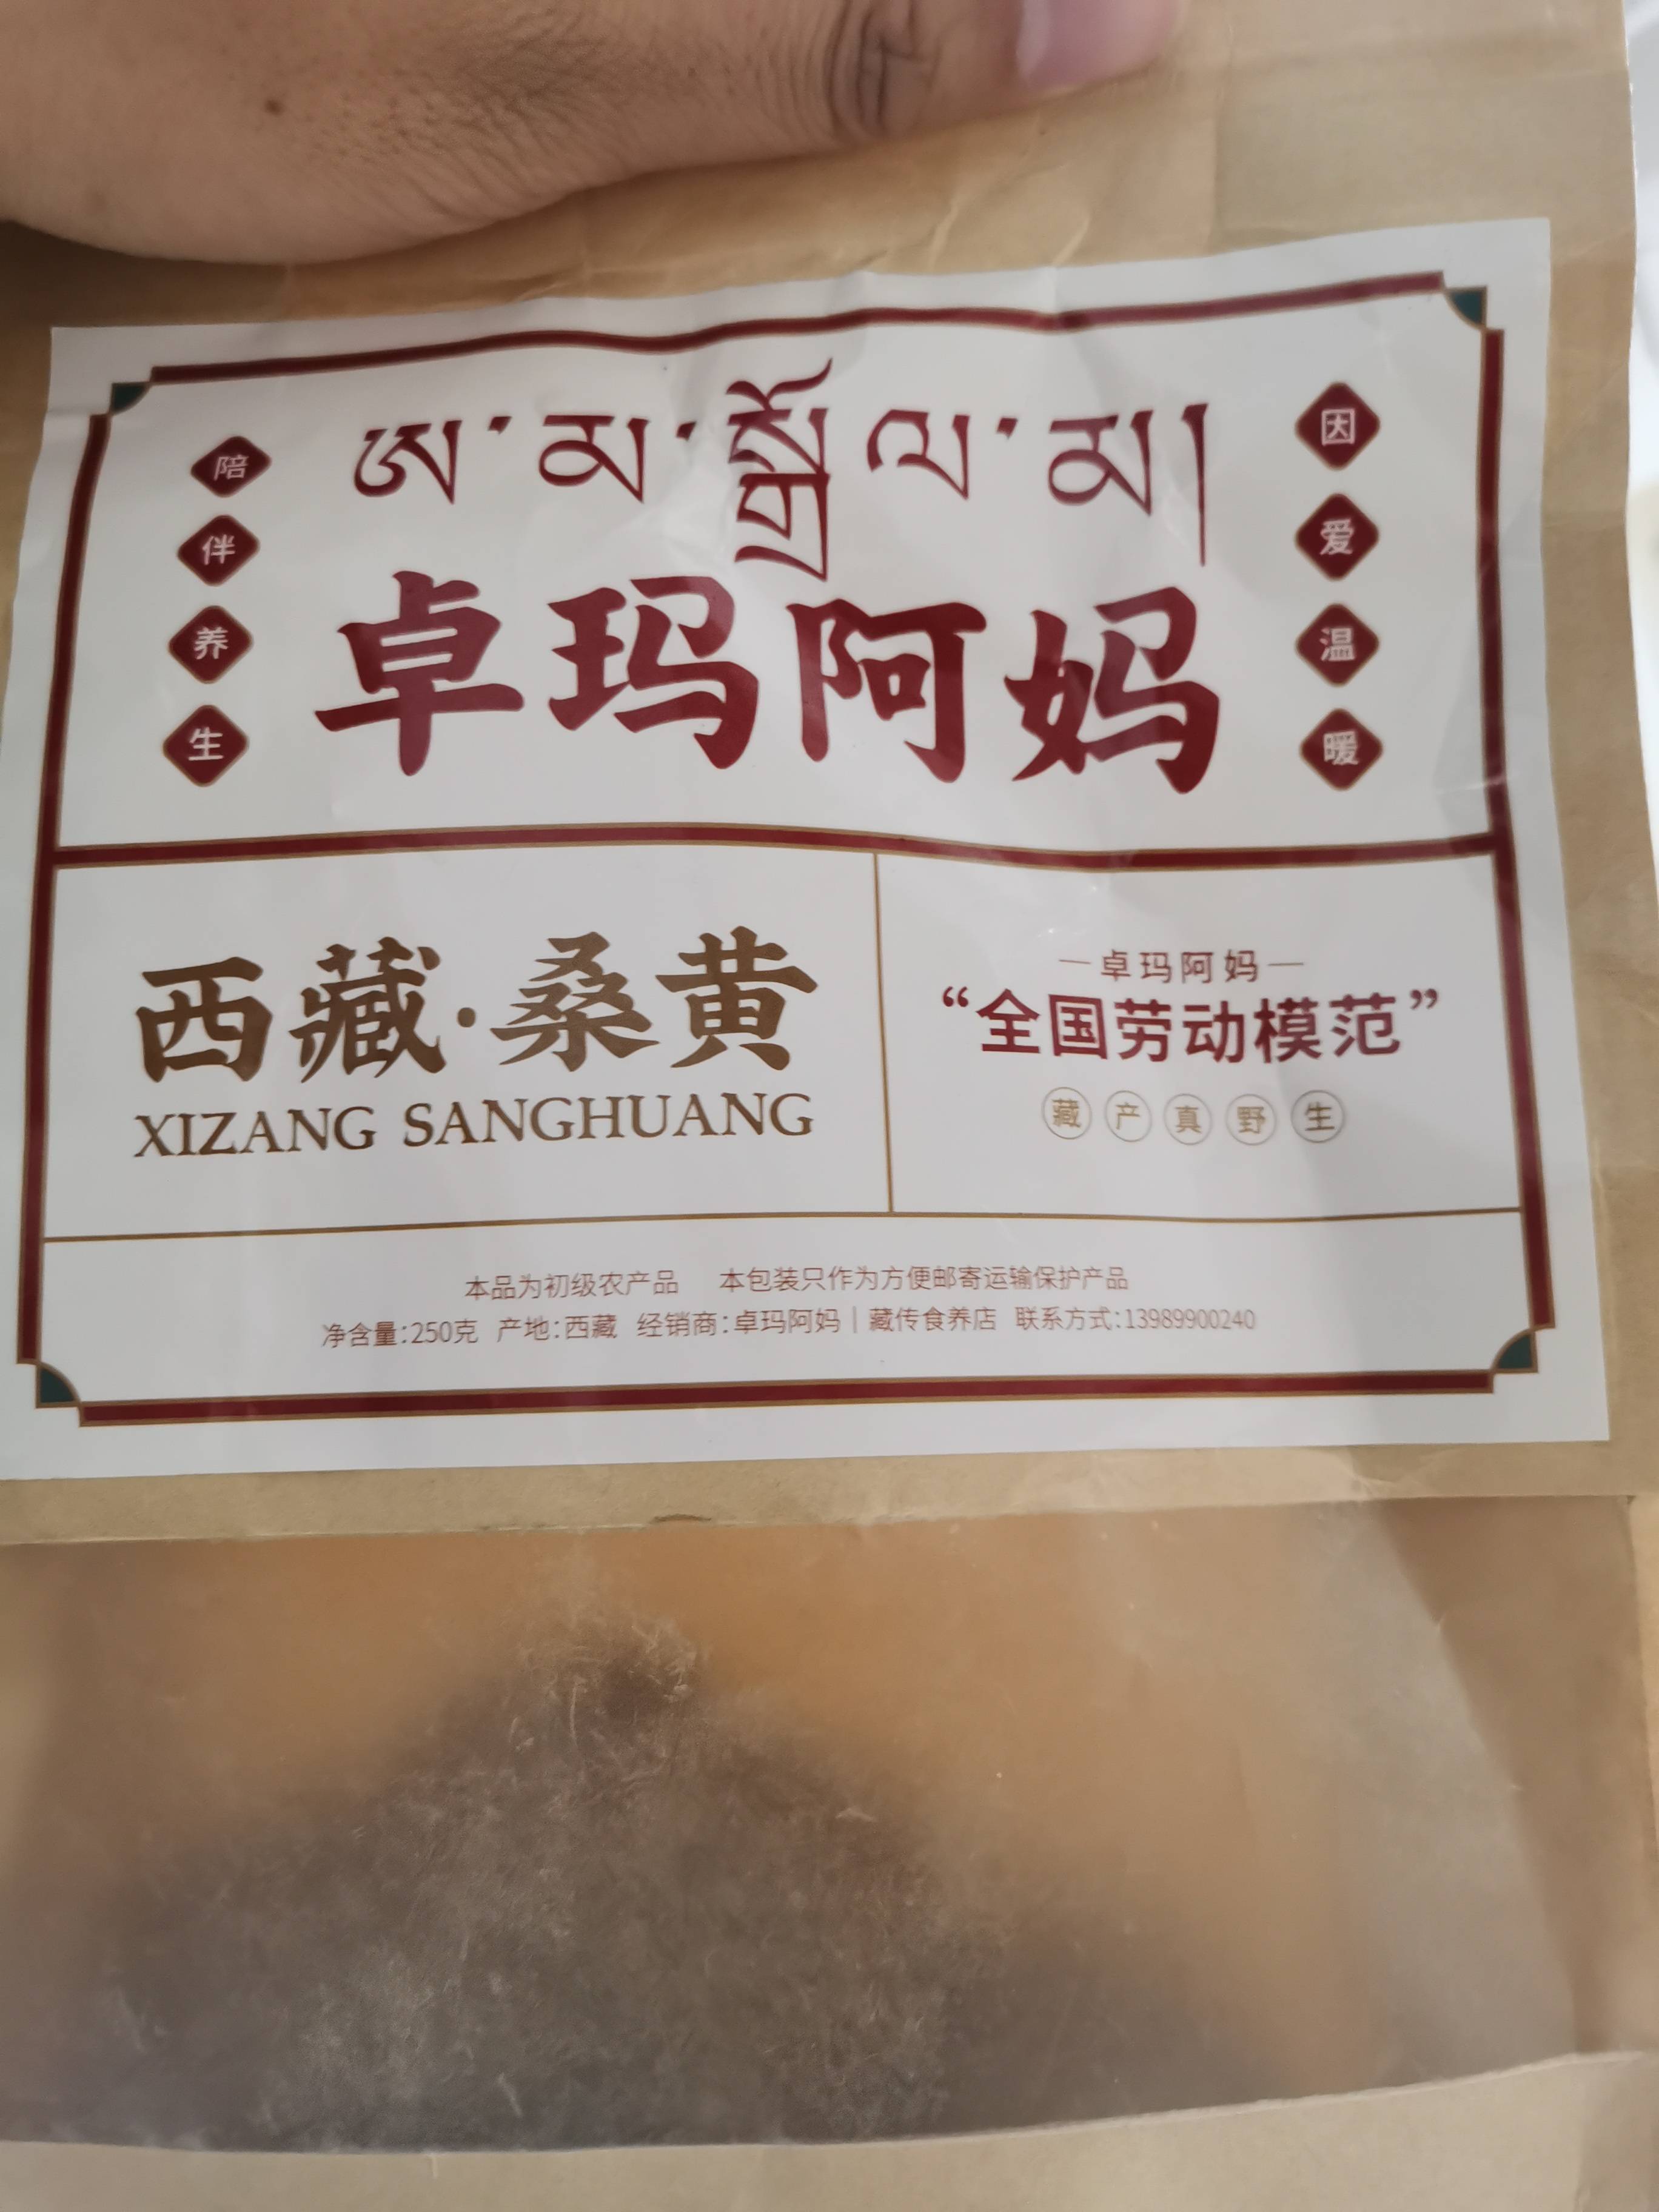 ཨ་མ་སྒྲོལ་མ།
卓玛阿妈
陪伴养生
因爱温暖
西藏·桑黄
XIZANG SANGHUANG
卓玛阿妈
“全国劳动模范”
藏产真野生
本品为初级农产品 本包装只作为方便邮寄运输保护产品
净含量:250克 产地:西藏 经销商:卓玛阿妈｜藏传食养店 联系方式:13989900240